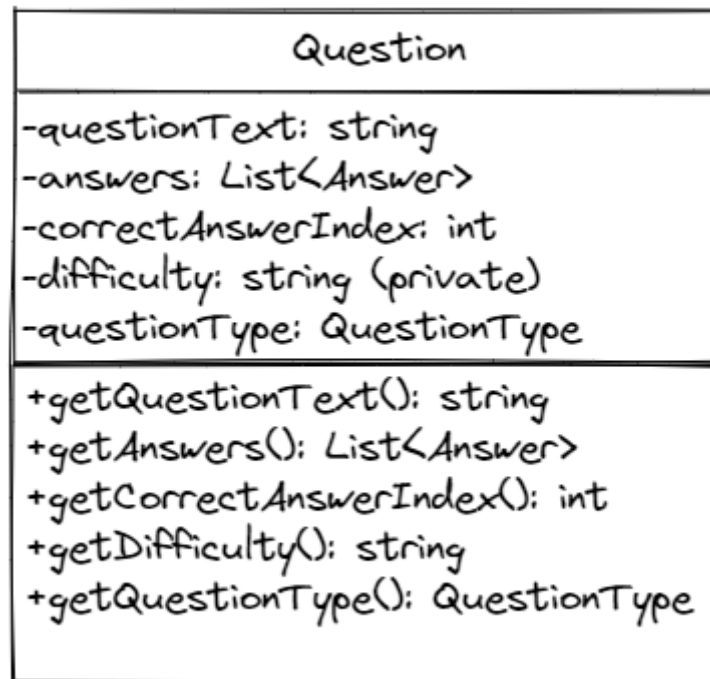 Question
-questionText: string
-answers: List<Answer>
-correctAnswerIndex: int
-difficulty: string (private)
-questionType: QuestionType
+getQuestionText(): string
+getAnswers(): List<Answer>
+getCorrectAnswerIndex(): int
+getDifficulty(): string
+getQuestionType(): QuestionType